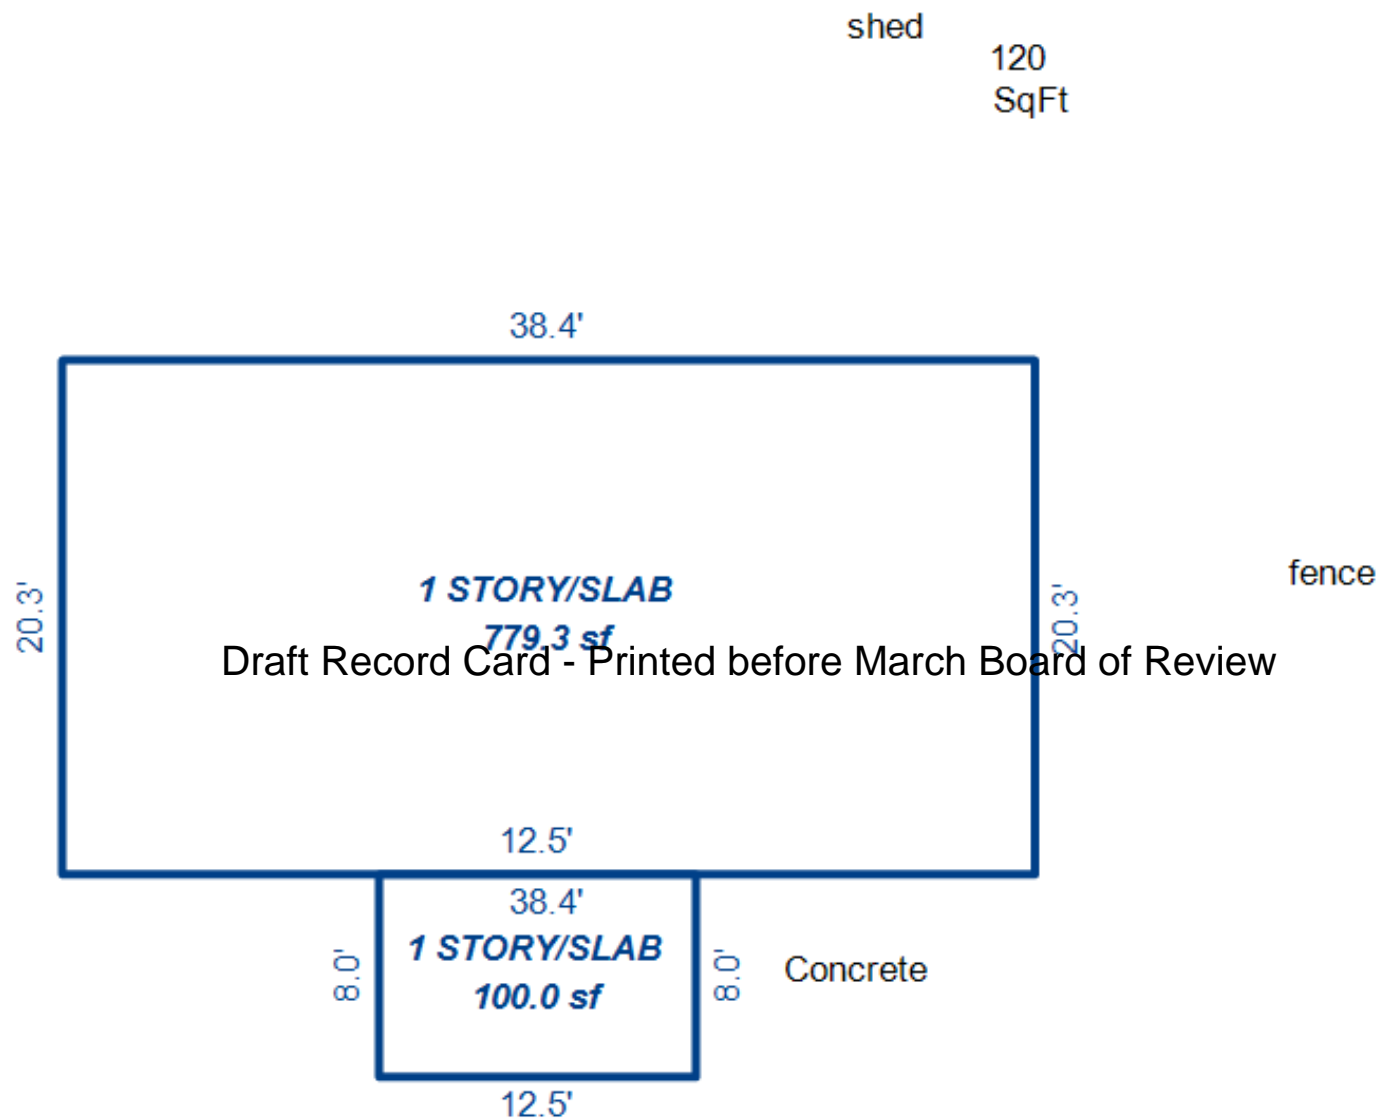 shed
120
SqFt
38.4'
20.3'
1 STORY/SLAB
779.3 sf
20.3'
fence
Draft Record Card - Printed before March Board of Review
12.5'
38.4'
8.0'
1 STORY/SLAB
100.0 sf
8.0'
Concrete
12.5'